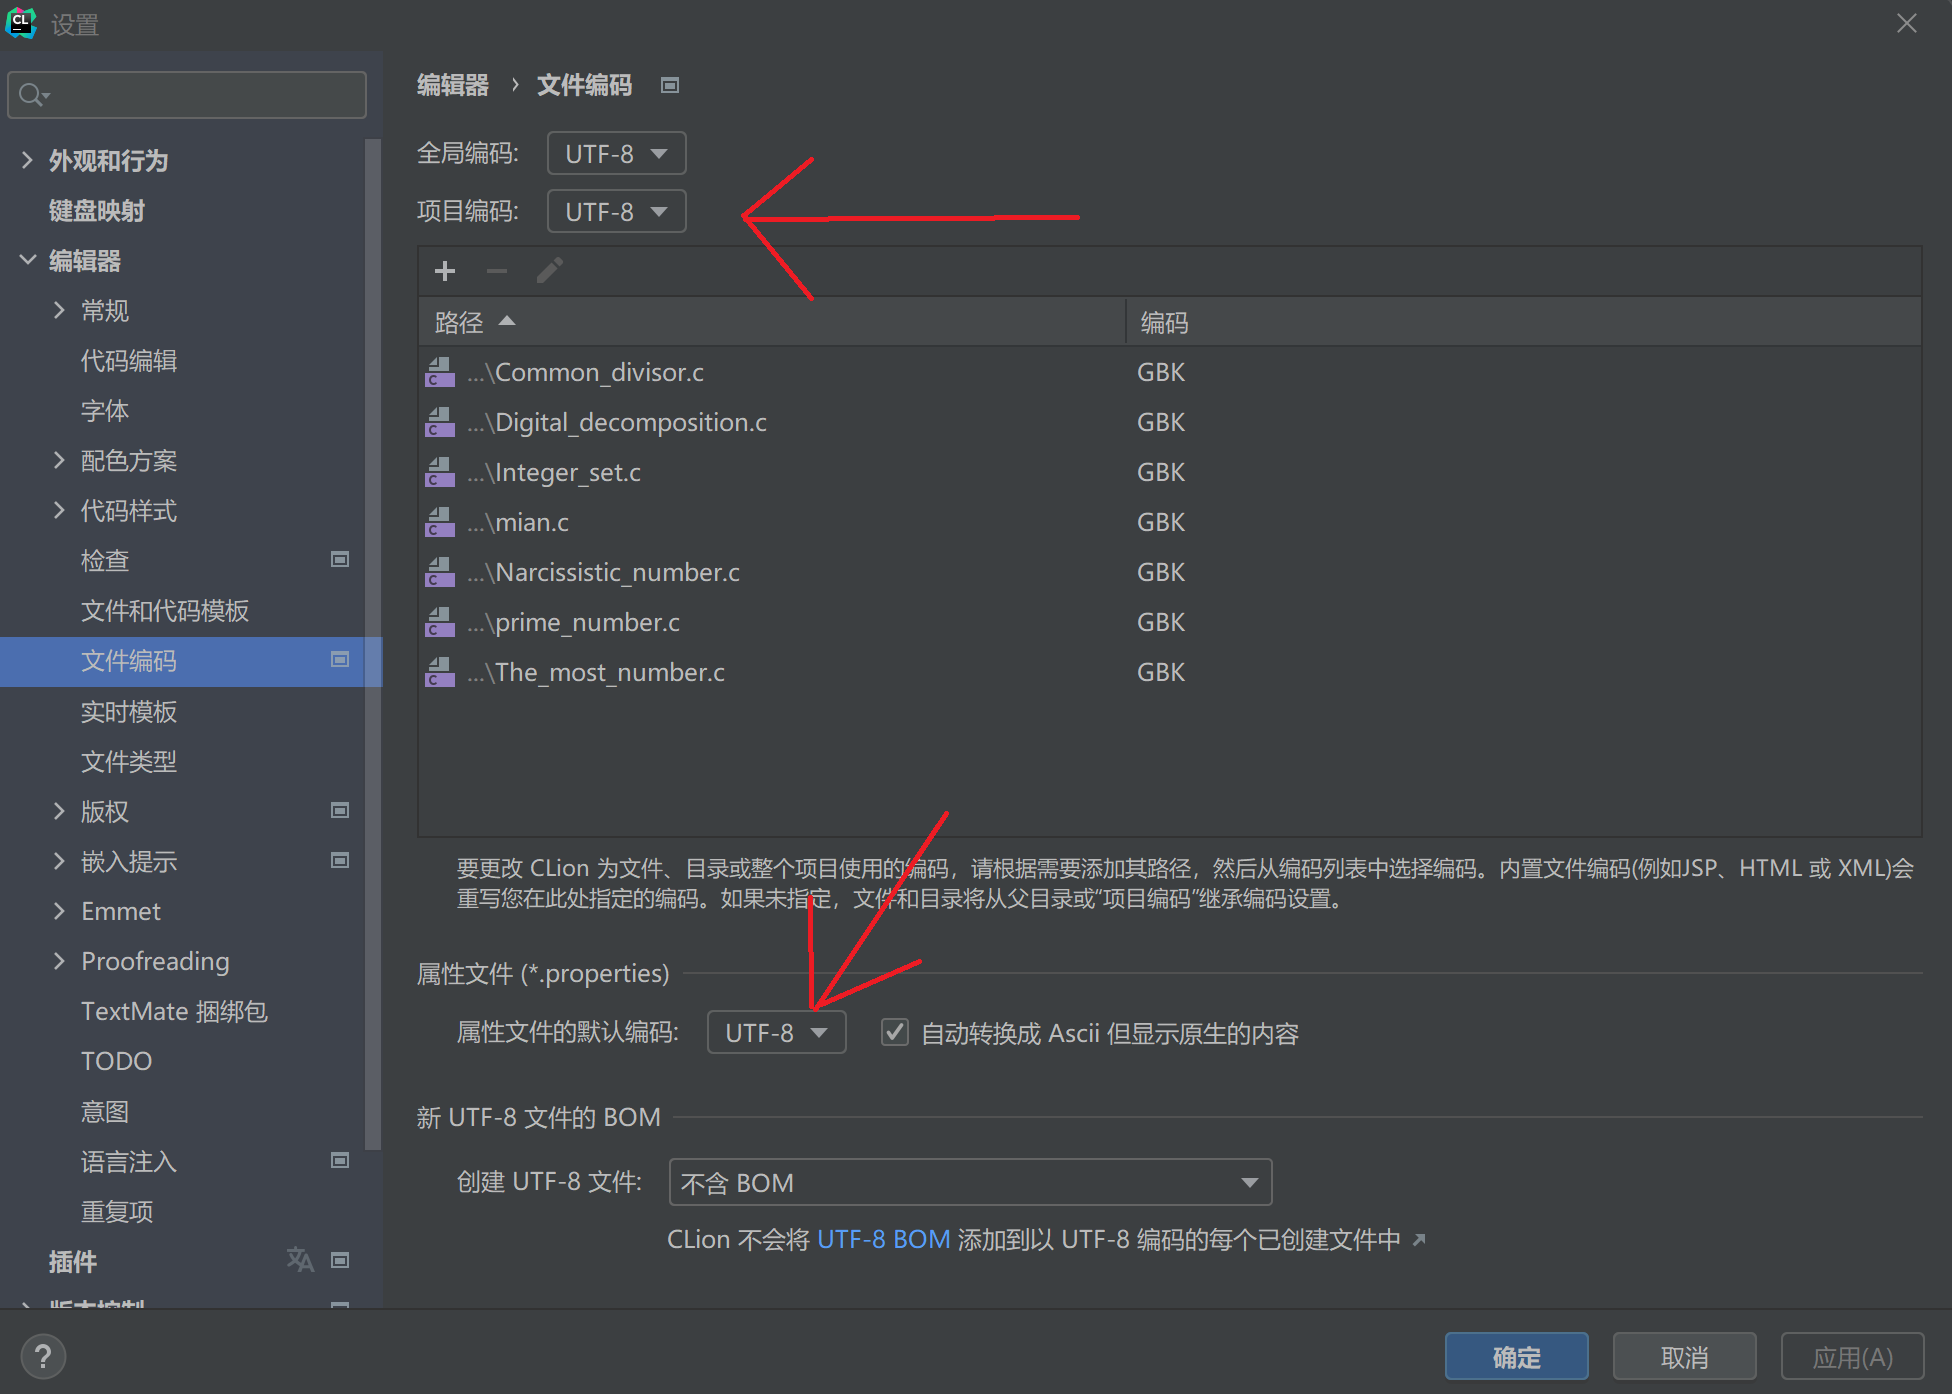 CL
设置
外观和行为
键盘映射
编辑器
常规
代码编辑
字体
配色方案
代码样式
检查
文件和代码模板
文件编码
实时模板
文件类型
版权
嵌入提示
Emmet
Proofreading
TextMate 捆绑包
TODO
意图
语言注入
重复项
插件
版本控制
编辑器 › 文件编码
全局编码: UTF-8
项目编码: UTF-8
路径 编码
...\Common_divisor.c GBK
...\Digital_decomposition.c GBK
...\Integer_set.c GBK
...\mian.c GBK
...\Narcissistic_number.c GBK
...\prime_number.c GBK
...\The_most_number.c GBK
要更改 CLion 为文件、目录或整个项目使用的编码，请根据需要添加其路径，然后从编码列表中选择编码。内置文件编码(例如JSP、HTML 或 XML)会
重写您在此处指定的编码。如果未指定，文件和目录将从父目录或“项目编码”继承编码设置。
属性文件 (*.properties)
属性文件的默认编码: UTF-8 自动转换成 Ascii 但显示原生的内容
新 UTF-8 文件的 BOM
创建 UTF-8 文件: 不含 BOM
CLion 不会将 UTF-8 BOM 添加到以 UTF-8 编码的每个已创建文件中
? 确定 取消 应用(A)